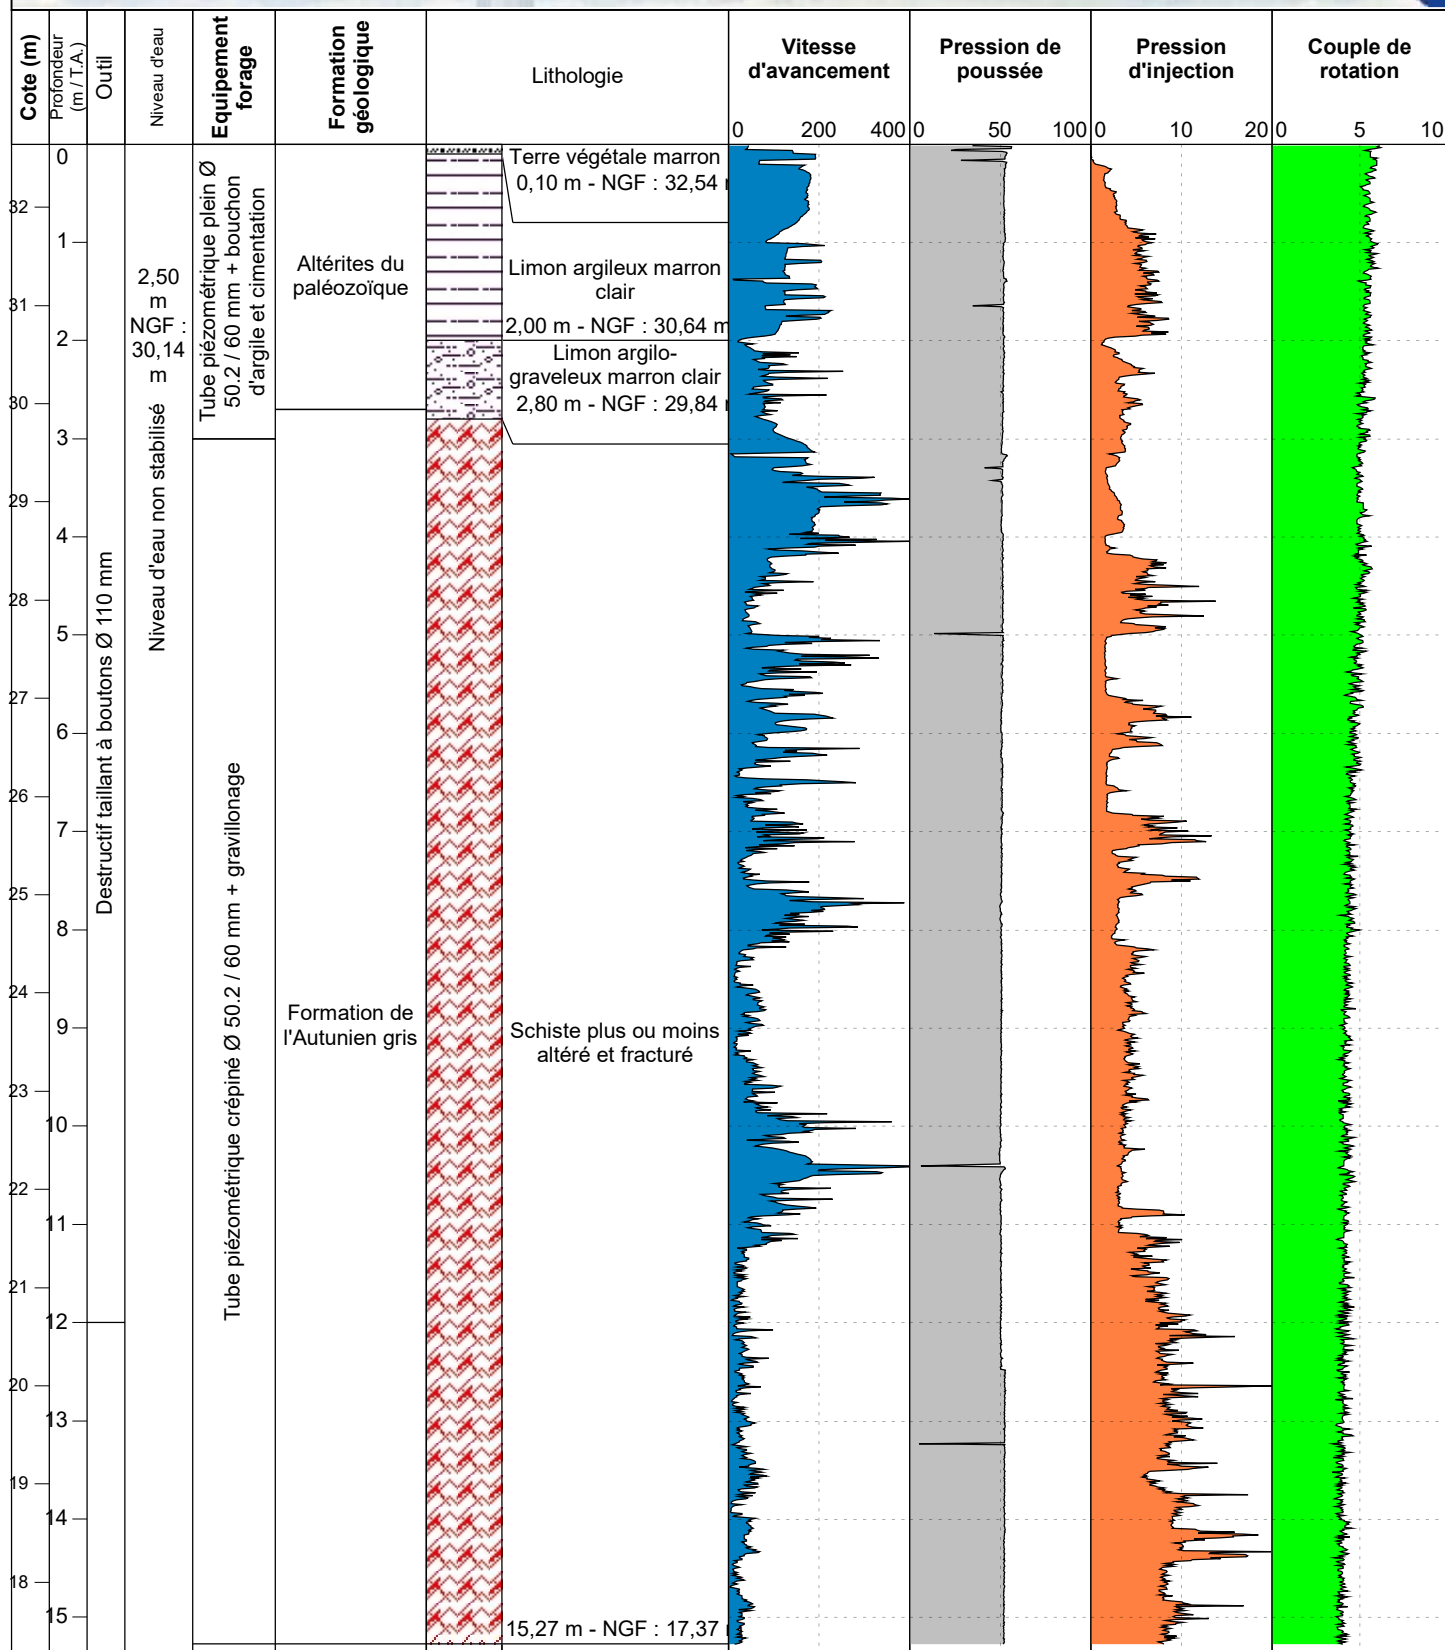 Cote (m)
Profondeur
(m / T.A.)
Outil
Niveau d'eau
Equipement
forage
Formation
géologique
Lithologie
Vitesse
d'avancement
Pression de
poussée
Pression
d'injection
Couple de
rotation
0 200 400
0 50 100
0 10 20
0 5 10
32
31
30
29
28
27
26
25
24
23
22
21
20
19
18
0
1
2
3
4
5
6
7
8
9
10
11
12
13
14
15
Destructif taillant à boutons Ø 110 mm
2,50
m
NGF :
30,14
m
Niveau d'eau non stabilisé
Tube piézométrique plein Ø
50.2 / 60 mm + bouchon
d'argile et cimentation
Tube piézométrique crépiné Ø 50.2 / 60 mm + gravillonage
Altérites du
paléozoïque
Formation de
l'Autunien gris
Terre végétale marron
0,10 m - NGF : 32,54
Limon argileux marron
clair
2,00 m - NGF : 30,64 m
Limon argilo-
graveleux marron clair
2,80 m - NGF : 29,84
Schiste plus ou moins
altéré et fracturé
15,27 m - NGF : 17,37